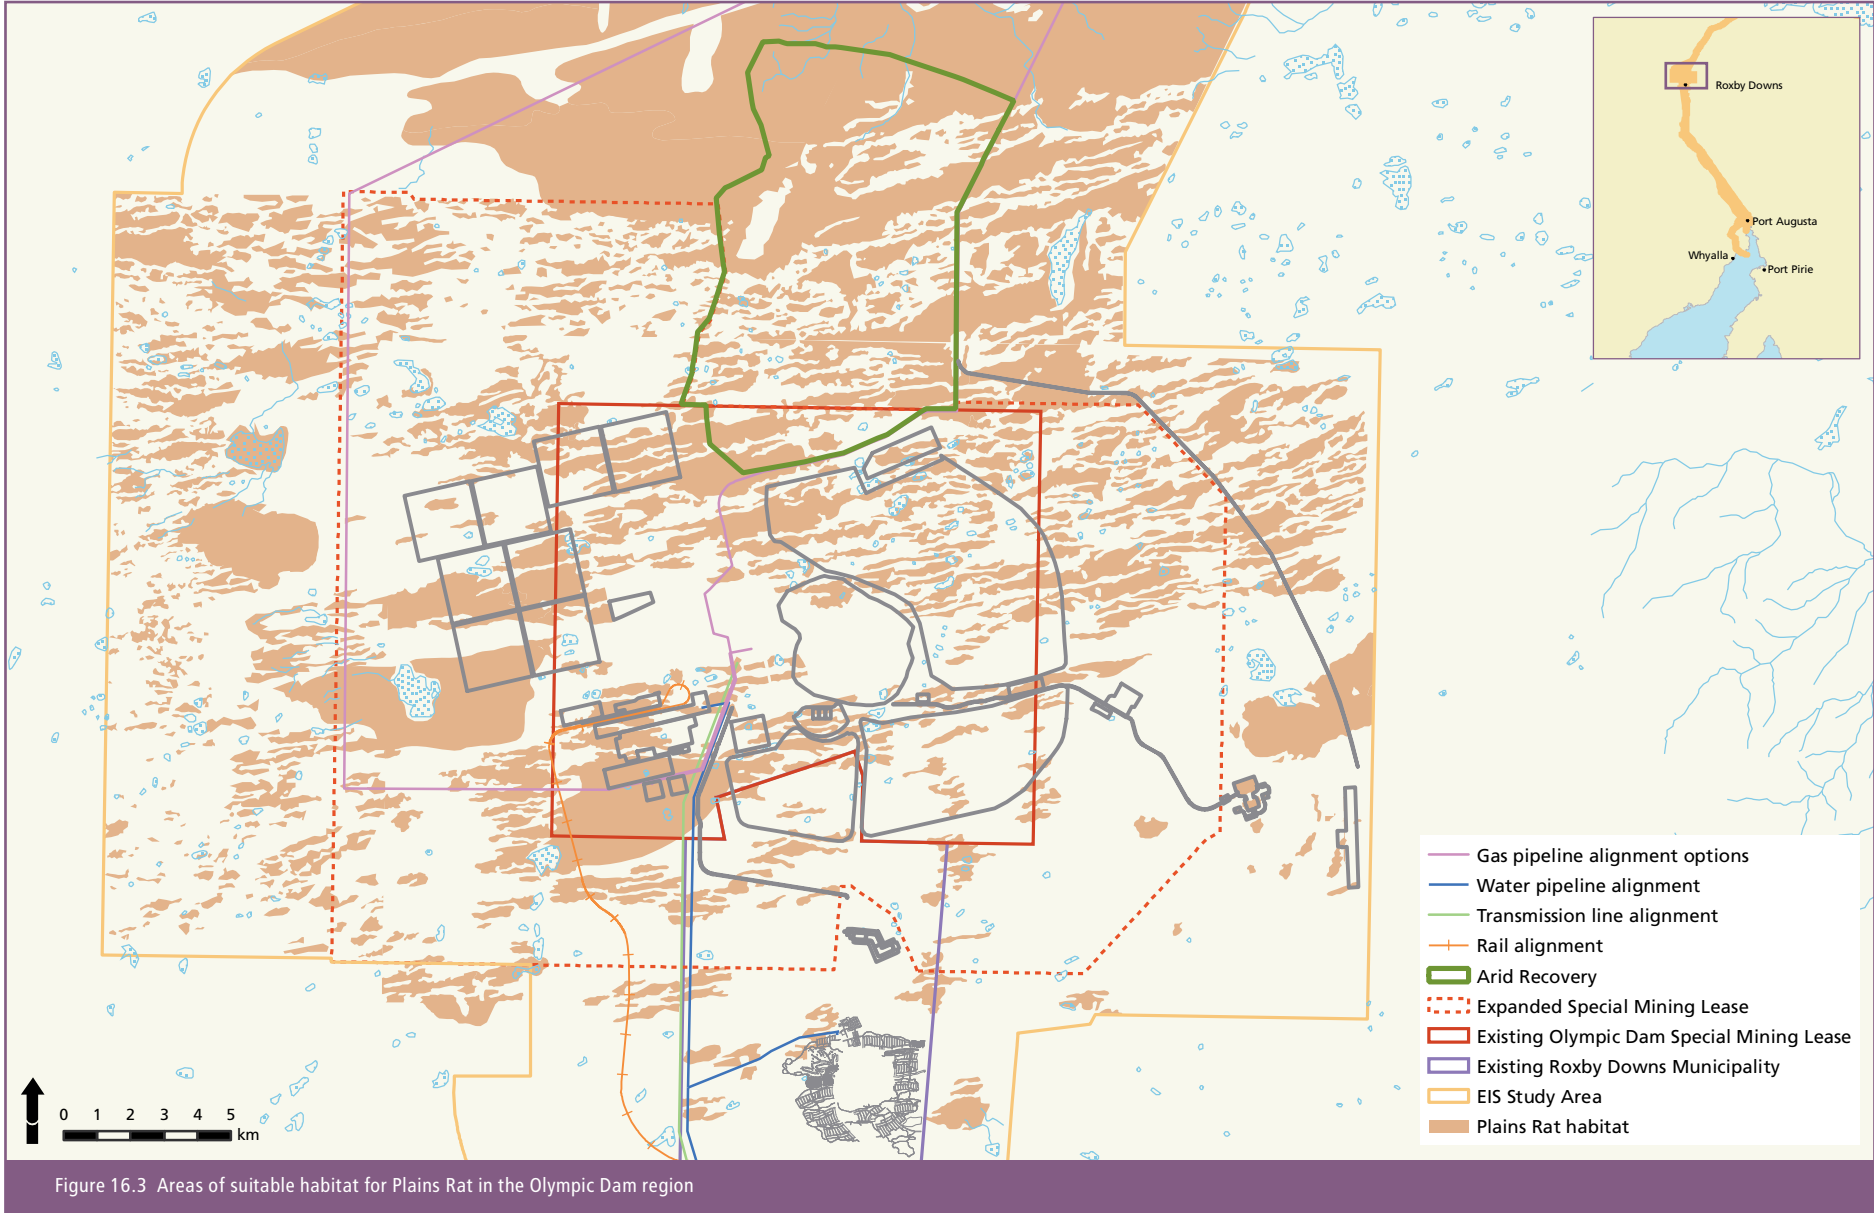 Roxby Downs
Port Augusta
Whyalla
Port Pirie
Gas pipeline alignment options
Water pipeline alignment
Transmission line alignment
Rail alignment
Arid Recovery
Expanded Special Mining Lease
Existing Olympic Dam Special Mining Lease
Existing Roxby Downs Municipality
EIS Study Area
Plains Rat habitat
0 1 2 3 4 5
km
Figure 16.3 Areas of suitable habitat for Plains Rat in the Olympic Dam region